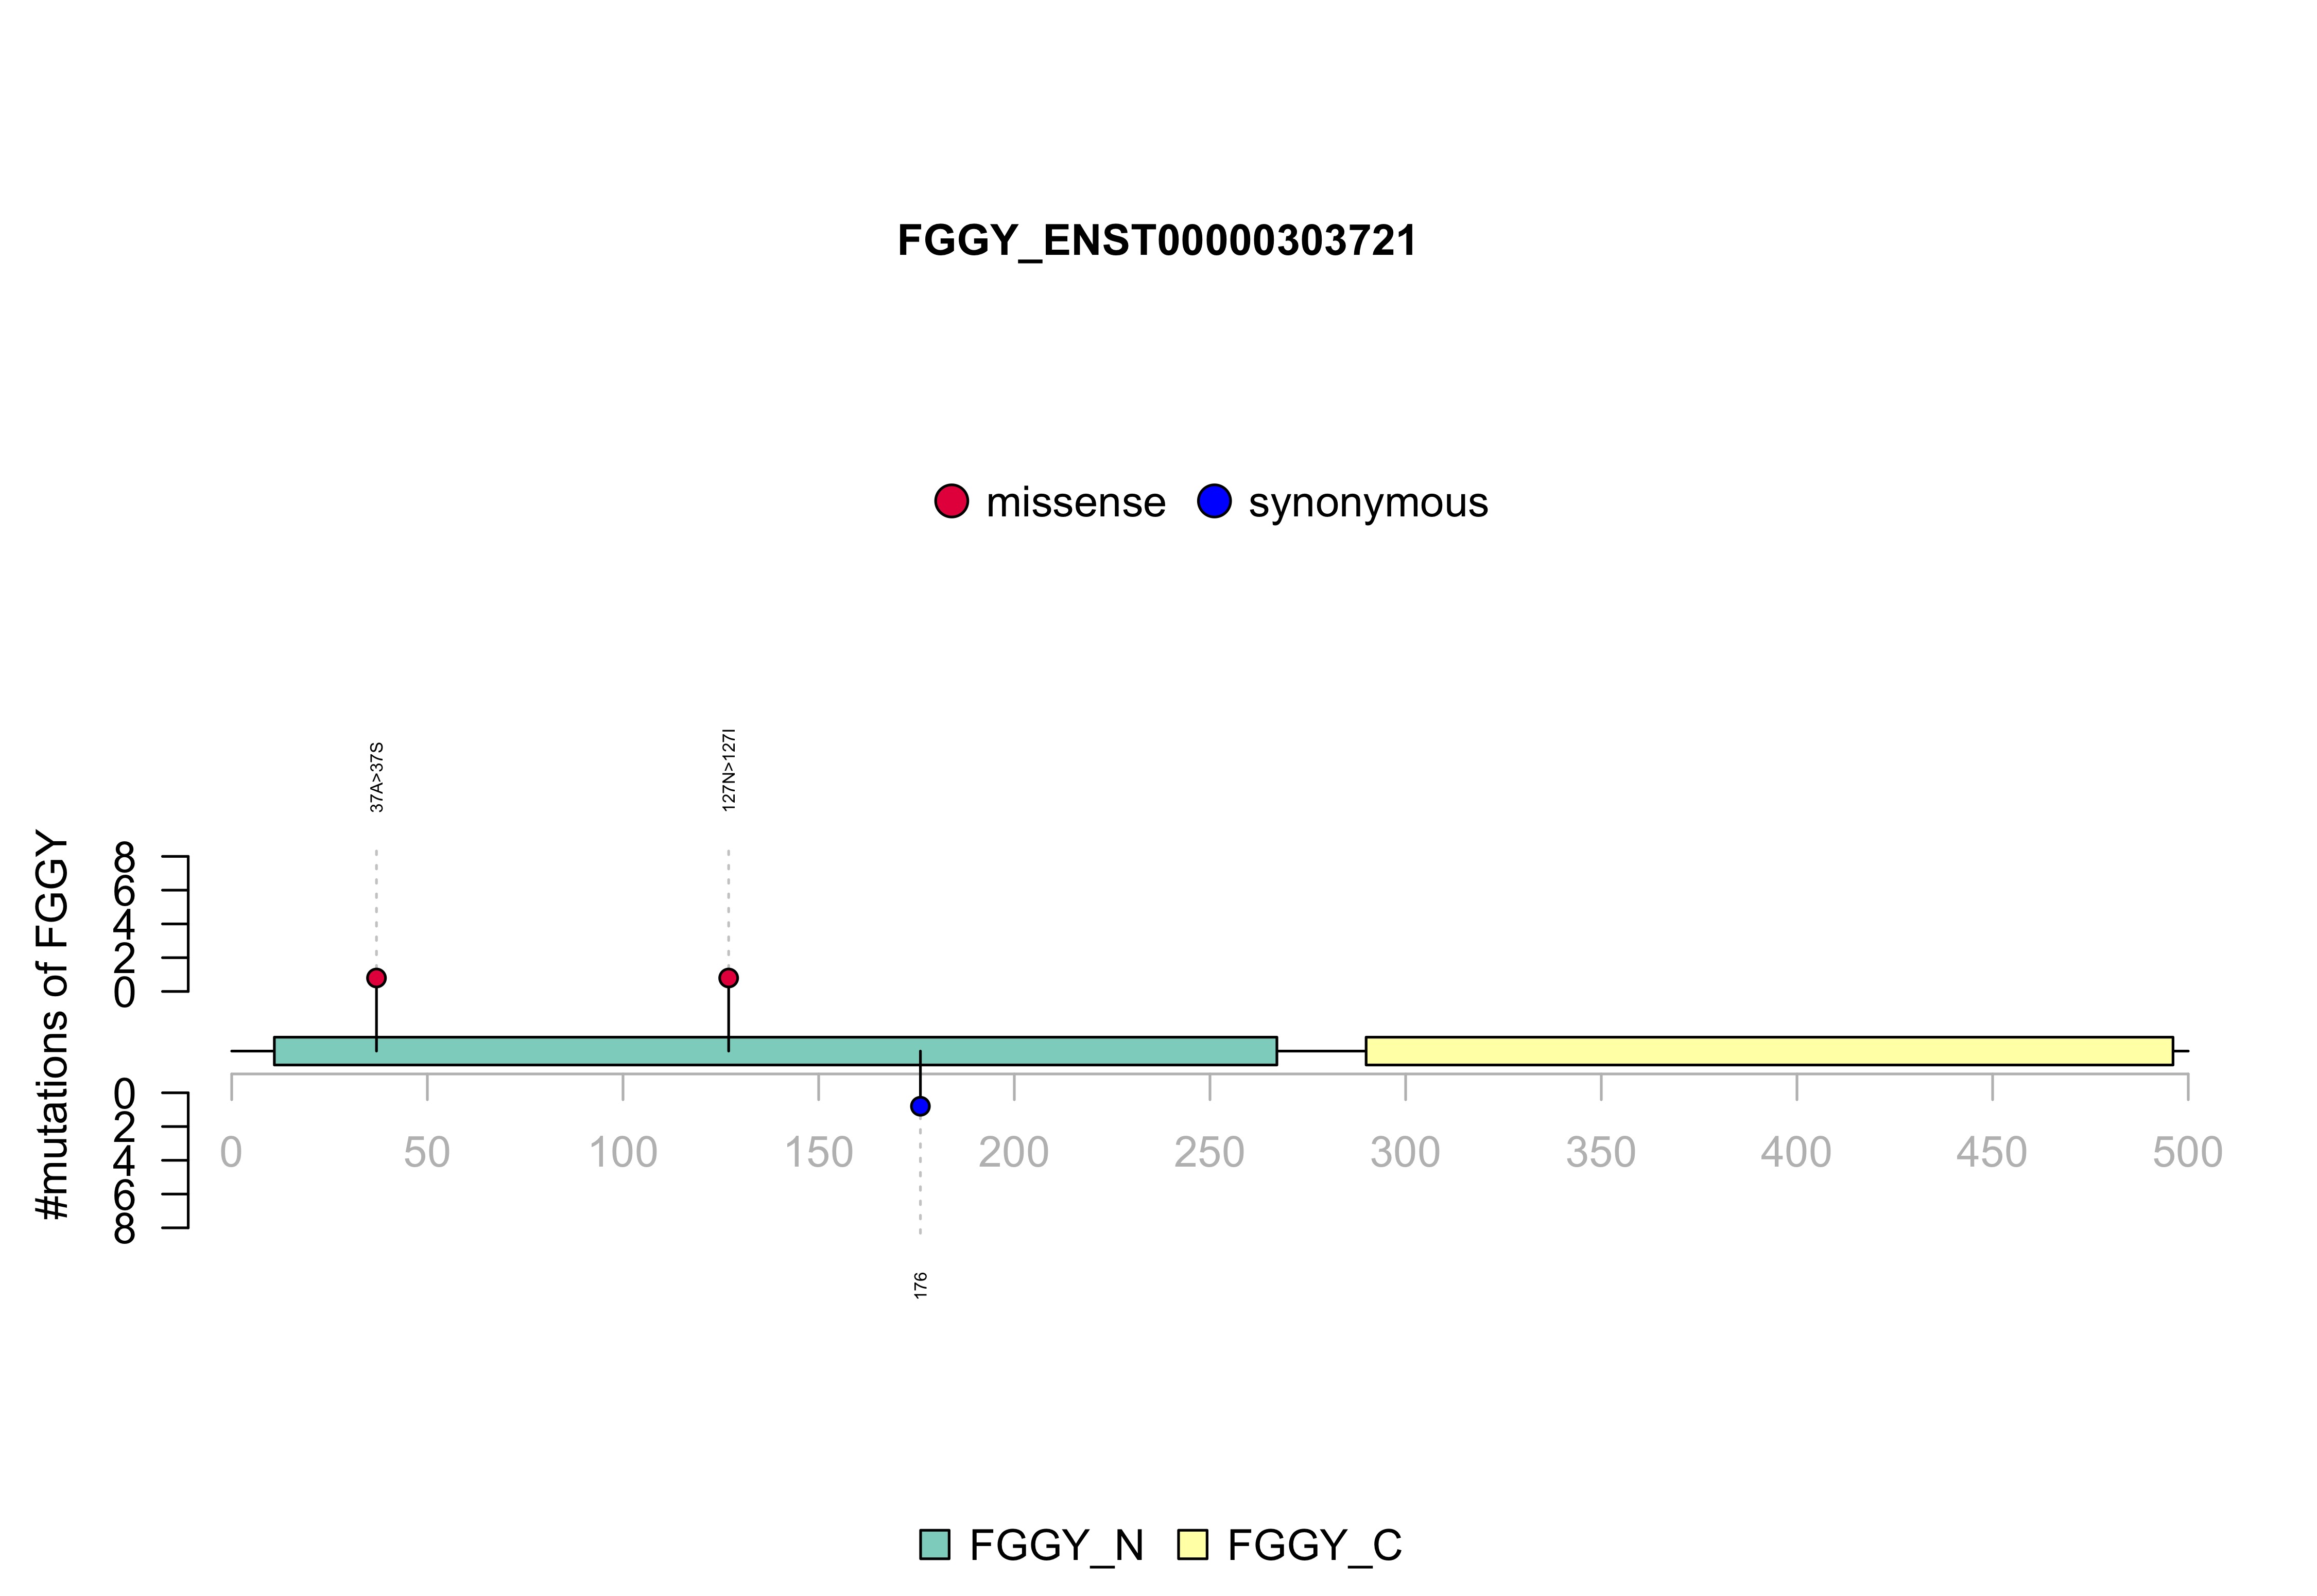 FGGY_ENST00000303721
missense synonymous
37A>37S
127N>127I
#mutations of FGGY
8
6
4
2
0
0
2
4
6
8
0 50 100 150 200 250 300 350 400 450 500
176
FGGY_N FGGY_C